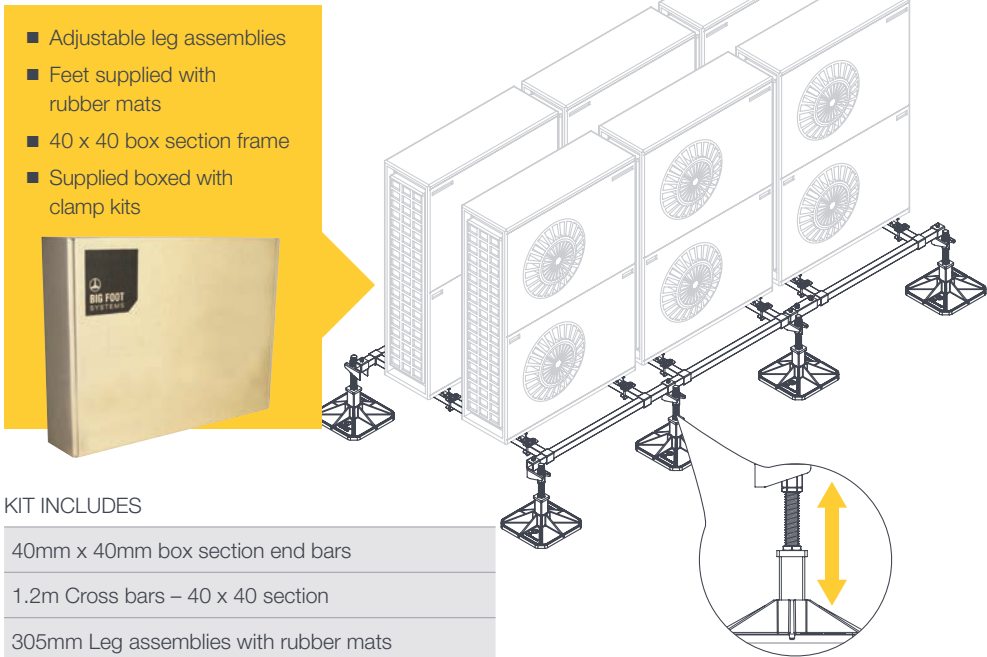 Adjustable leg assemblies
Feet supplied with
rubber mats
40 x 40 box section frame
Supplied boxed with
clamp kits
BIG FOOT
SYSTEMS
KIT INCLUDES
40mm x 40mm box section end bars
1.2m Cross bars – 40 x 40 section
305mm Leg assemblies with rubber mats